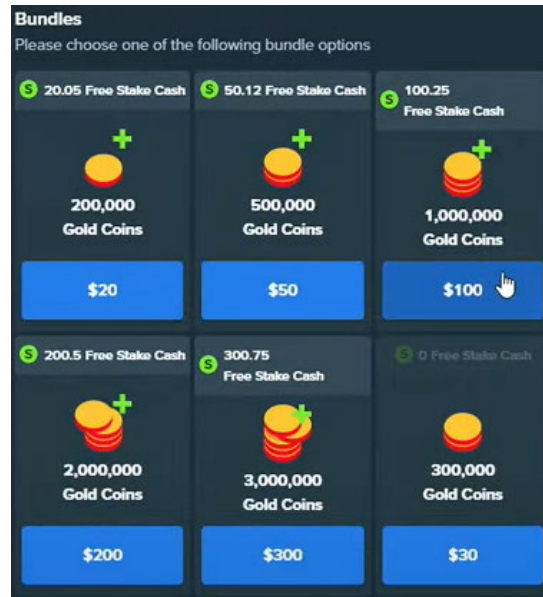 Bundles
Please choose one of the following bundle options
S 20.05 Free Stake Cash
200,000
Gold Coins
$20
S 50.12 Free Stake Cash
500,000
Gold Coins
$50
S 100.25
Free Stake Cash
1,000,000
Gold Coins
$100
S 200.5 Free Stake Cash
2,000,000
Gold Coins
$200
S 300.75
Free Stake Cash
3,000,000
Gold Coins
$300
S 0 Free Stake Cash
300,000
Gold Coins
$30